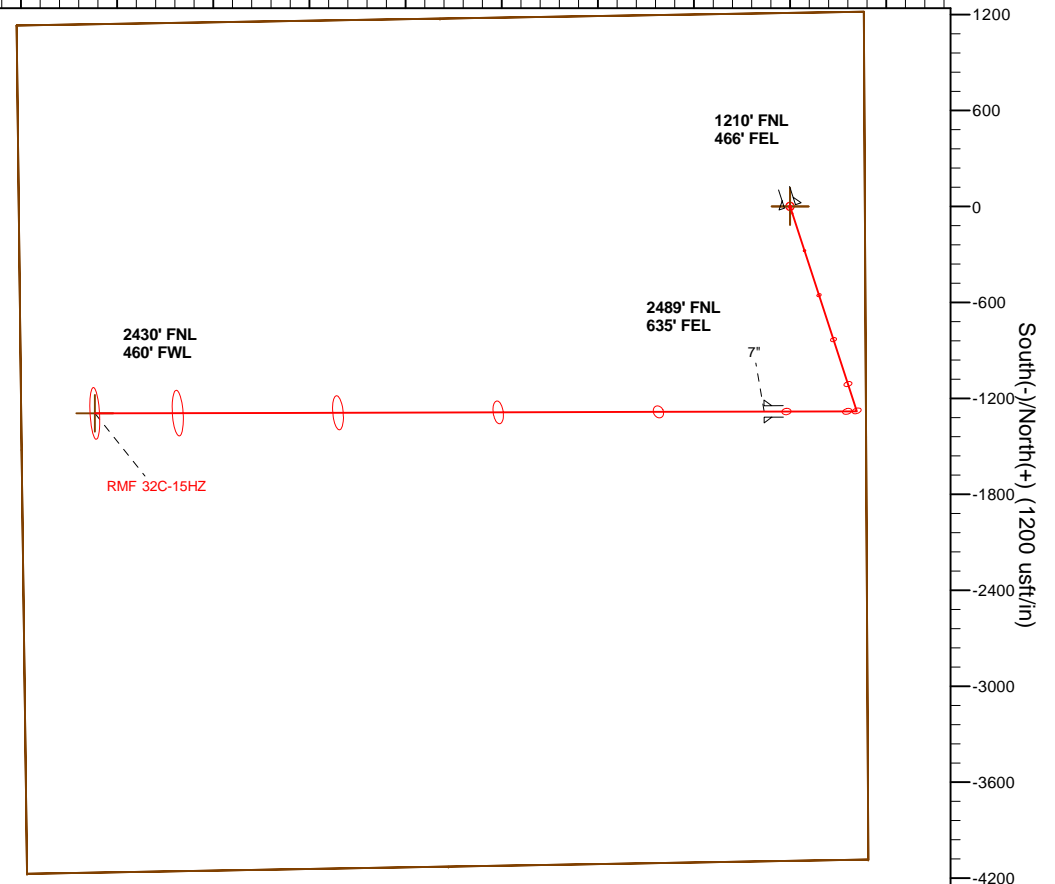 1200
1210' FNL
466' FEL
600
0
2489' FNL
635' FEL
-600
2430' FNL
460' FWL
7"
-1200
RMF 32C-15HZ
-1800
South(-)/North(+) (1200 usft/in)
-2400
-3000
-3600
-4200